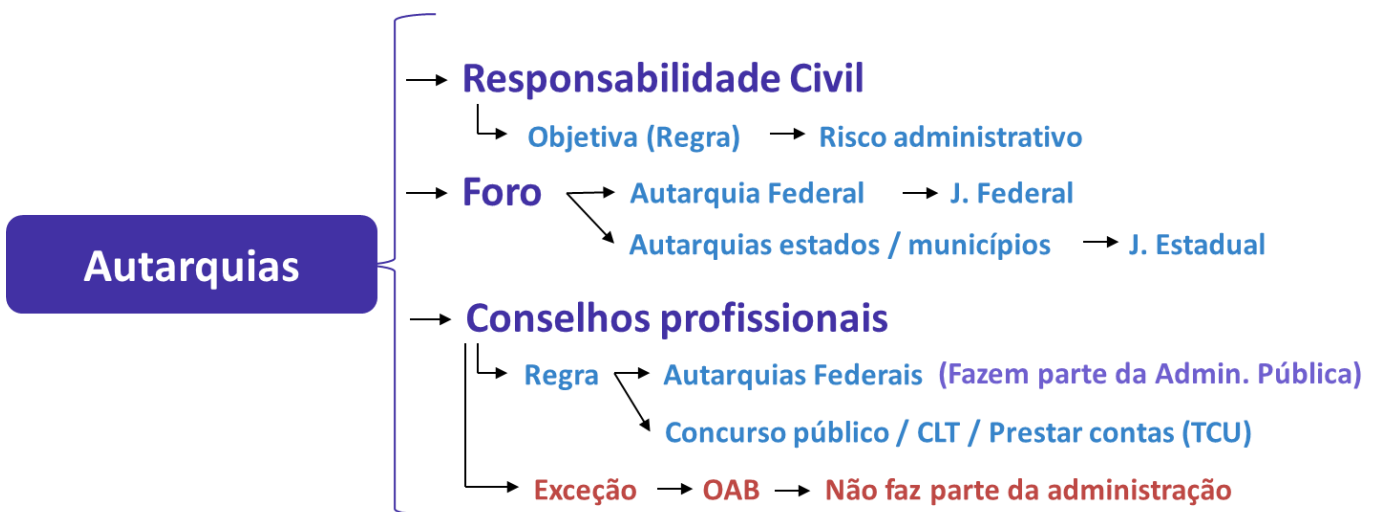 Autarquias
Responsabilidade Civil
Objetiva (Regra) Risco administrativo
Foro Autarquia Federal J. Federal
Autarquias estados / municípios J. Estadual
Conselhos profissionais
Regra Autarquias Federais (Fazem parte da Admin. Pública)
Concurso público / CLT / Prestar contas (TCU)
Exceção OAB Não faz parte da administração